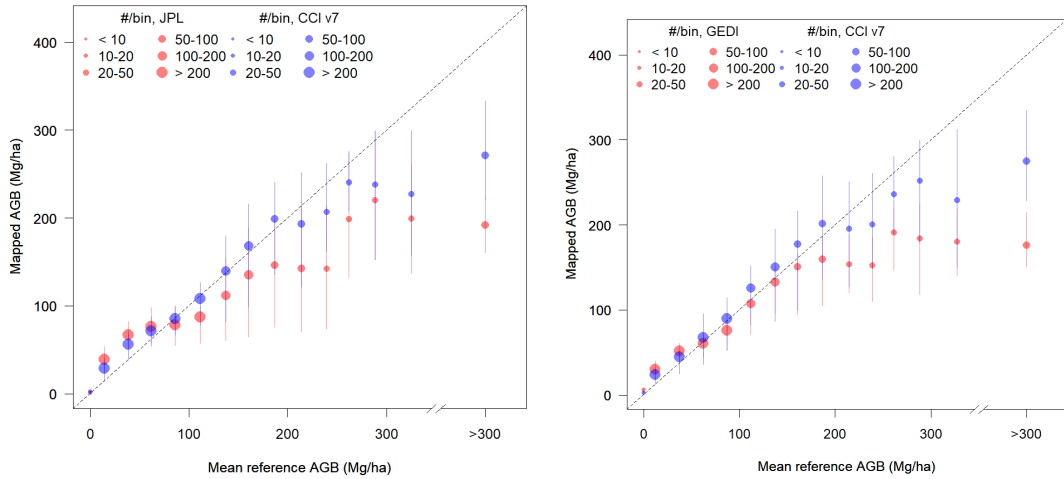 #/bin, JPL #/bin, CCI v7
< 10 50-100 < 10 50-100
10-20 100-200 10-20 100-200
20-50 > 200 20-50 > 200
400
300
200
100
0
Mapped AGB (Mg/ha)
0 100 200 300 >300
Mean reference AGB (Mg/ha)
#/bin, GEDI #/bin, CCI v7
< 10 50-100 < 10 50-100
10-20 100-200 10-20 100-200
20-50 > 200 20-50 > 200
400
300
200
100
0
Mapped AGB (Mg/ha)
0 100 200 300 >300
Mean reference AGB (Mg/ha)